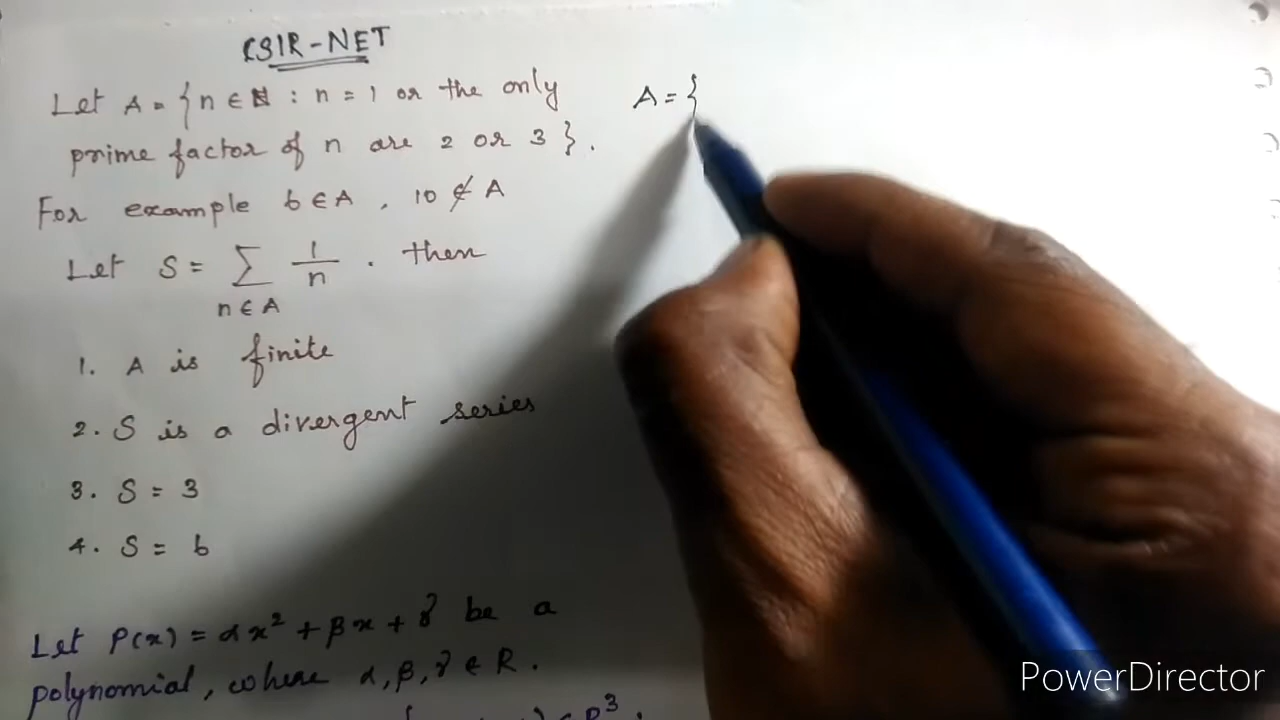 CSIR-NET
Let A = {n ∈ N : n = 1 or the only
prime factor of n are 2 or 3}.
For example 6 ∈ A , 10 ∉ A
Let S = Σ 1/n . then
n ∈ A
1. A is finite
2. S is a divergent series
3. S = 3
4. S = 6
Let P(x) = αx² + βx + γ be a
polynomial, where α, β, γ ∈ R.
R³.
A = {
PowerDirector